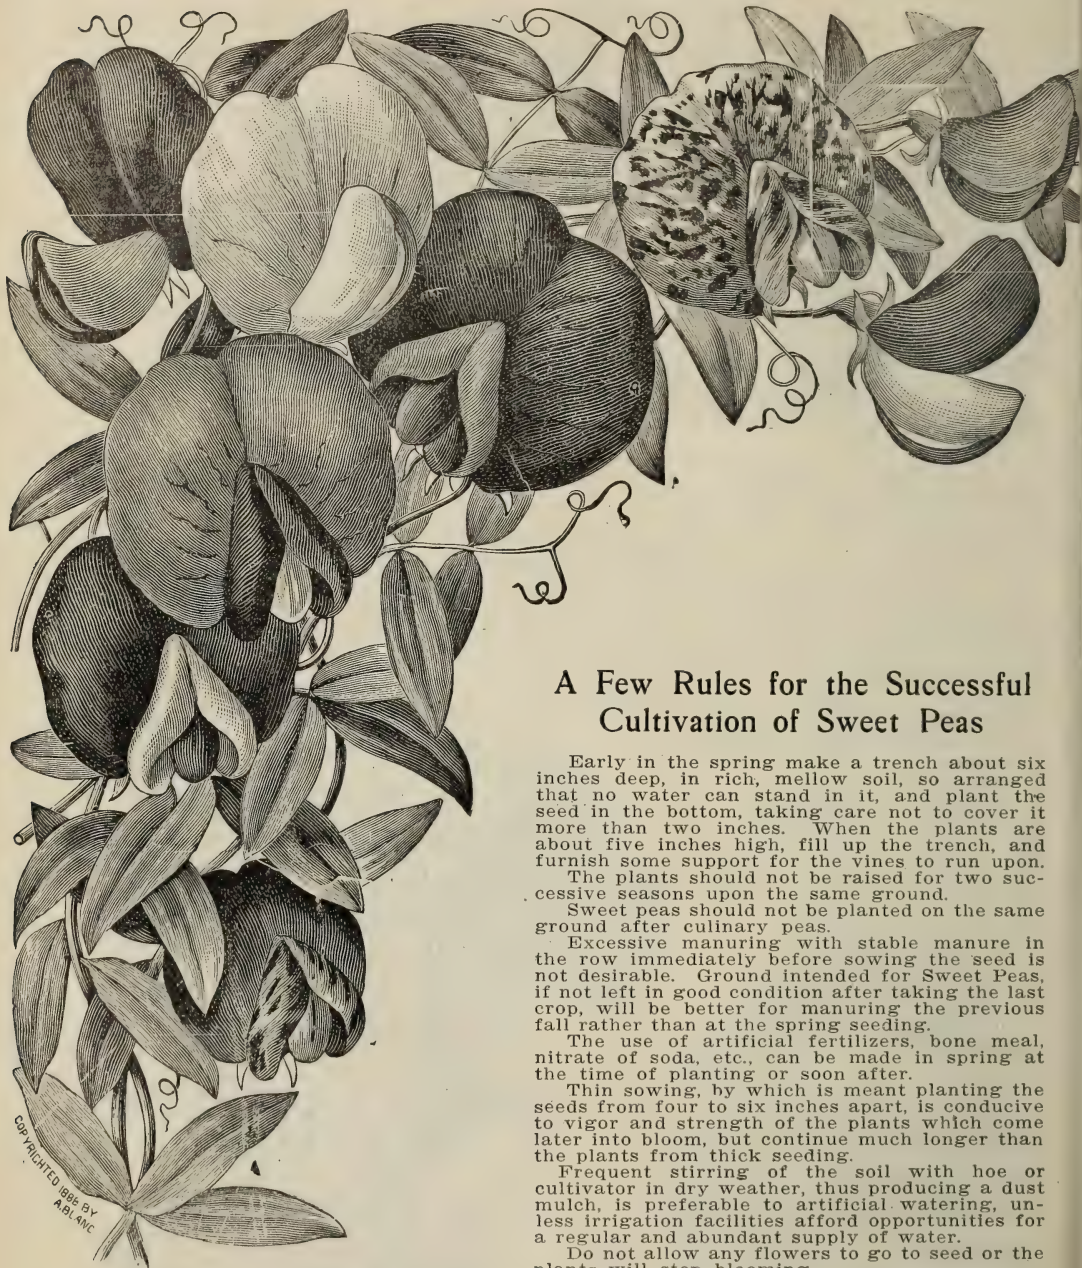 A Few Rules for the Successful
Cultivation of Sweet Peas
Early in the spring make a trench about six
inches deep, in rich, mellow soil, so arranged
that no water can stand in it, and plant the
seed in the bottom, taking care not to cover it
more than two inches. When the plants are
about five inches high, fill up the trench, and
furnish some support for the vines to run upon.
The plants should not be raised for two suc-
cessive seasons upon the same ground.
Sweet peas should not be planted on the same
ground after culinary peas.
Excessive manuring with stable manure in
the row immediately before sowing the seed is
not desirable. Ground intended for Sweet Peas,
if not left in good condition after taking the last
crop, will be better for manuring the previous
fall rather than at the spring seeding.
The use of artificial fertilizers, bone meal,
nitrate of soda, etc., can be made in spring at
the time of planting or soon after.
Thin sowing, by which is meant planting the
seeds from four to six inches apart, is conducive
to vigor and strength of the plants which come
later into bloom, but continue much longer than
the plants from thick seeding.
Frequent stirring of the soil with hoe or
cultivator in dry weather, thus producing a dust
mulch, is preferable to artificial watering, un-
less irrigation facilities afford opportunities for
a regular and abundant supply of water.
Do not allow any flowers to go to seed or the
plants will stop blooming.
COPYRIGHTED 1886 BY
A.BLANC